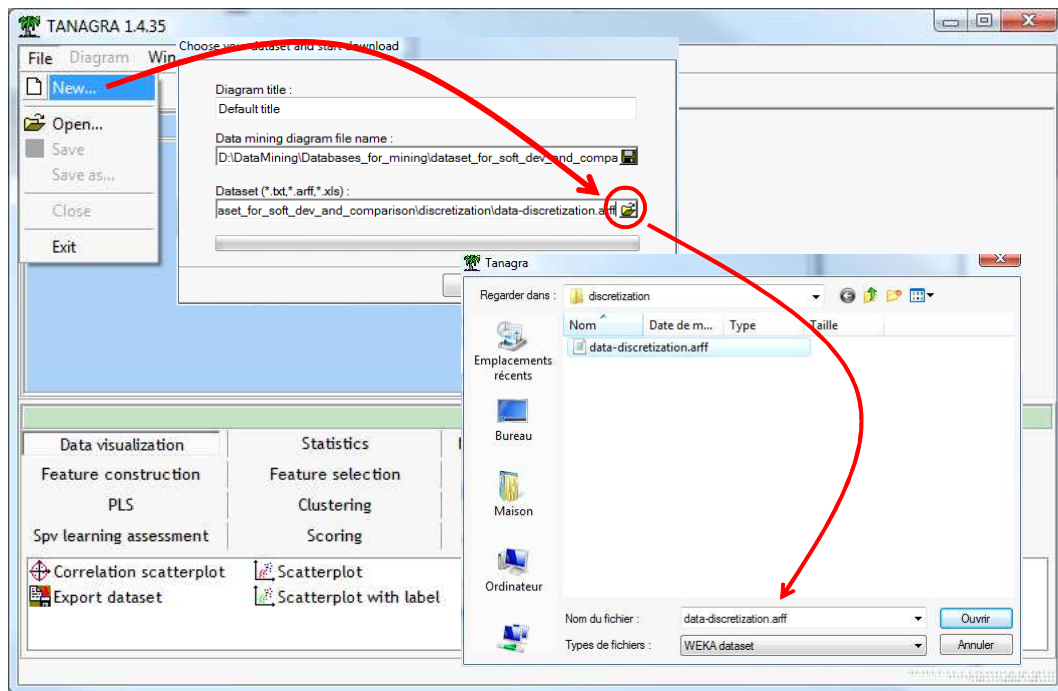 TANAGRA 1.4.35
File Diagram Win
New...
Open...
Save
Save as...
Close
Exit
Choose your dataset and start download
Diagram title :
Default title
Data mining diagram file name :
D:\DataMining\Databases_for_mining\dataset_for_soft_dev_and_compa
Dataset (*.txt,*.arff,*.xls) :
aset_for_soft_dev_and_comparison\discretization\data-discretization.arff
Tanagra
Regarder dans :
discretization
Nom Date de m... Type Taille
data-discretization.arff
Emplacements
récents
Bureau
Maison
Ordinateur
Nom du fichier :
data-discretization.arff
Ouvrir
Types de fichiers :
WEKA dataset
Annuler
Data visualization
Statistics
Feature construction
Feature selection
PLS
Clustering
Spv learning assessment
Scoring
Correlation scatterplot
Scatterplot
Export dataset
Scatterplot with label